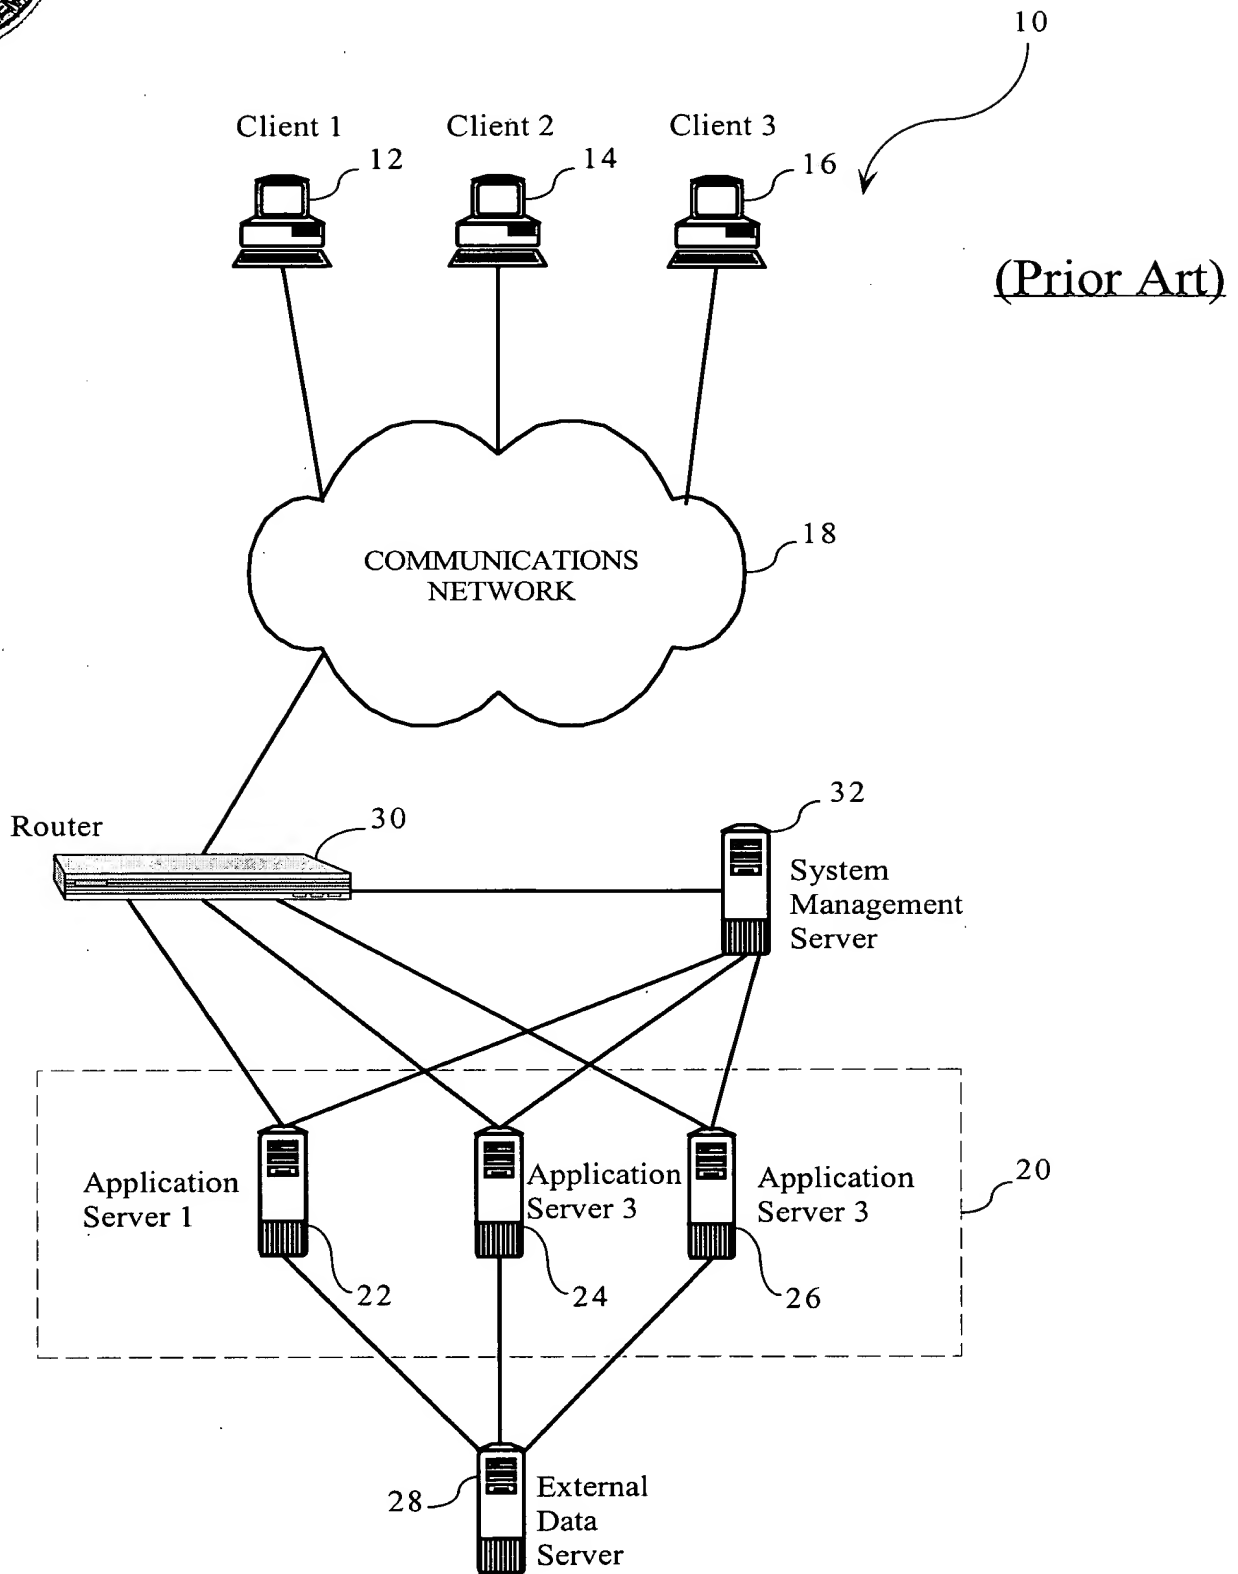 10
Client 1
Client 2
Client 3
12
14
16
(Prior Art)
18
COMMUNICATIONS
NETWORK
32
Router
30
System
Management
Server
20
Application
Server 1
Application
Server 3
Application
Server 3
22
24
26
28
External
Data
Server